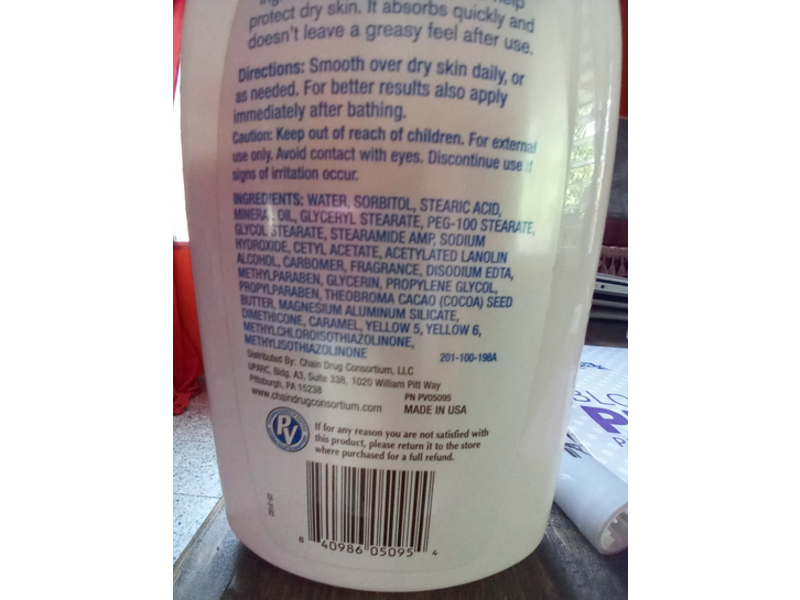 help
protect dry skin. It absorbs quickly and
doesn't leave a greasy feel after use.
Directions: Smooth over dry skin daily, or
as needed. For better results also apply
immediately after bathing.
Caution: Keep out of reach of children. For external
use only. Avoid contact with eyes. Discontinue use if
signs of irritation occur.
INGREDIENTS: WATER, SORBITOL, STEARIC ACID,
MINERAL OIL, GLYCERYL STEARATE, PEG-100 STEARATE,
GLYCOL STEARATE, STEARAMIDE AMP, SODIUM
HYDROXIDE, CETYL ACETATE, ACETYLATED LANOLIN
ALCOHOL, CARBOMER, FRAGRANCE, DISODIUM EDTA,
METHYLPARABEN, GLYCERIN, PROPYLENE GLYCOL,
PROPYLPARABEN, THEOBROMA CACAO (COCOA) SEED
BUTTER, MAGNESIUM ALUMINUM SILICATE,
DIMETHICONE, CARAMEL, YELLOW 5, YELLOW 6,
METHYLCHLOROISOTHIAZOLINONE,
METHYLISOTHIAZOLINONE 201-100-198A
Distributed By: Chain Drug Consortium, LLC
UPARC, Bldg. A3, Suite 338, 1020 William Pitt Way
Pittsburgh, PA 15238 PN PV05095
www.chaindrugconsortium.com MADE IN USA
PV
If for any reason you are not satisfied with
this product, please return it to the store
where purchased for a full refund.
8 40986 05095 4
BLO